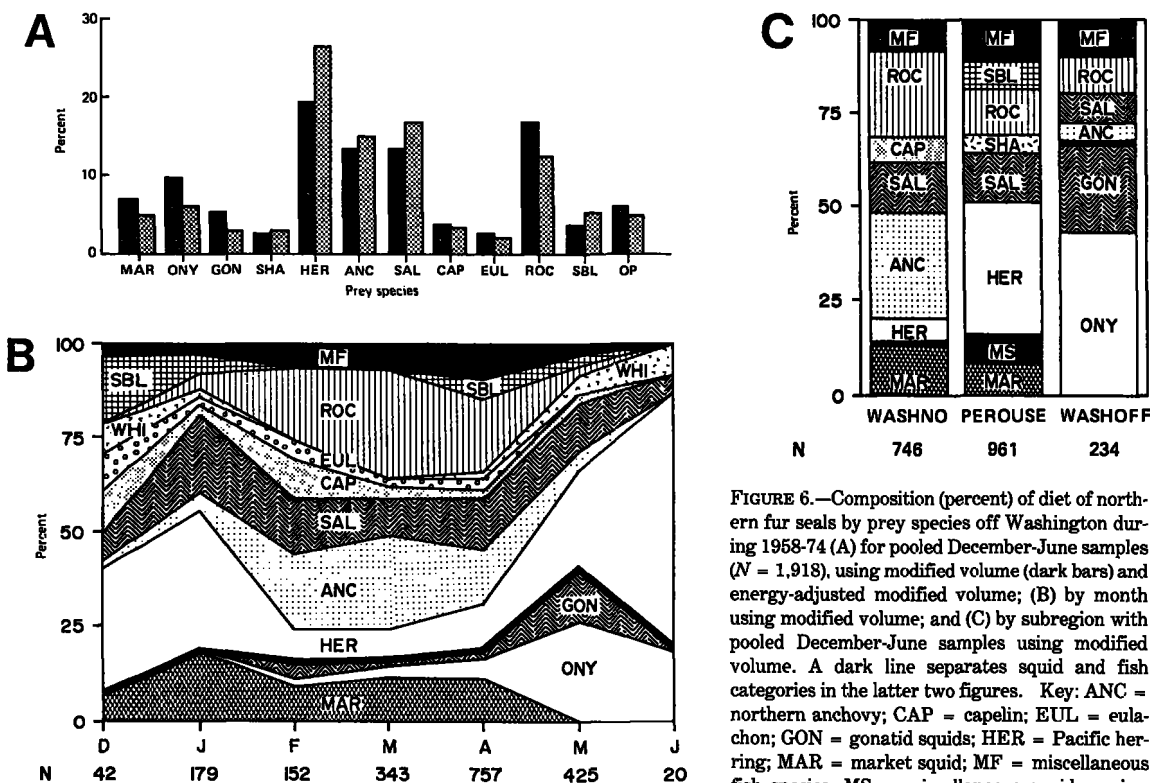 A
30
20
10
0
Percent
MAR ONY GON SHA HER ANC SAL CAP EUL ROC SBL OP
Prey species
B
100
75
50
25
0
Percent
MF
SBL
ROC
SBL
WHI
WHI
EUL
CAP
SAL
ANC
HER
GON
ONY
MAR
D J F M A M J
N 42 179 152 343 757 425 20
C
100
75
50
25
0
Percent
MF
ROC
CAP
SAL
ANC
HER
MAR
MF
SBL
ROC
SHA
SAL
HER
MS
MAR
MF
ROC
SAL
ANC
GON
ONY
WASHNO PEROUSE WASHOFF
N 746 961 234
FIGURE 6.—Composition (percent) of diet of north-
ern fur seals by prey species off Washington dur-
ing 1958-74 (A) for pooled December-June samples
(N = 1,918), using modified volume (dark bars) and
energy-adjusted modified volume; (B) by month
using modified volume; and (C) by subregion with
pooled December-June samples using modified
volume. A dark line separates squid and fish
categories in the latter two figures. Key: ANC =
northern anchovy; CAP = capelin; EUL = eula-
chon; GON = gonatid squids; HER = Pacific her-
ring; MAR = market squid; MF = miscellaneous